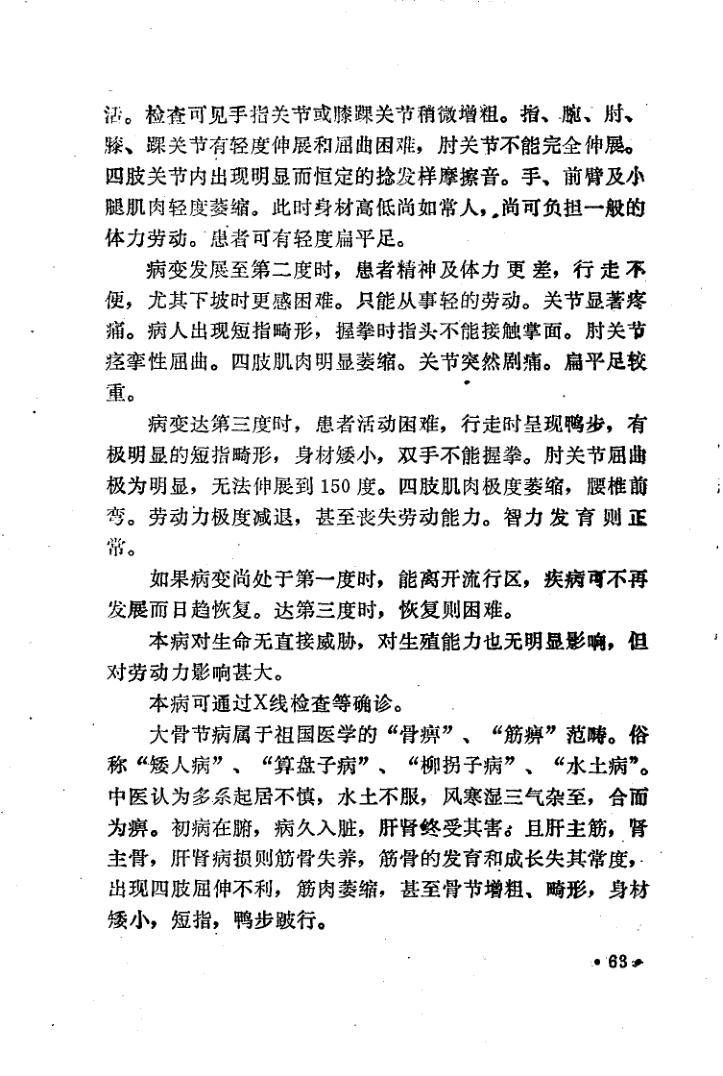 活。检查可见手指关节或膝踝关节稍微增粗。指、腕、肘、
膝、踝关节有轻度伸展和屈曲困难，肘关节不能完全伸展。
四肢关节内出现明显而恒定的捻发样摩擦音。手、前臂及小
腿肌肉轻度萎缩。此时身材高低尚如常人，尚可负担一般的
体力劳动。患者可有轻度扁平足。
病变发展至第二度时，患者精神及体力更差，行走不
便，尤其下坡时更感困难。只能从事轻的劳动。关节显著疼
痛。病人出现短指畸形，握拳时指头不能接触掌面。肘关节
痉挛性屈曲。四肢肌肉明显萎缩。关节突然剧痛。扁平足较
重。
病变达第三度时，患者活动困难，行走时呈现鸭步，有
极明显的短指畸形，身材矮小，双手不能握拳。肘关节屈曲
极为明显，无法伸展到150度。四肢肌肉极度萎缩，腰椎前
弯。劳动力极度减退，甚至丧失劳动能力。智力发育则正
常。
如果病变尚处于第一度时，能离开流行区，疾病可不再
发展而日趋恢复。达第三度时，恢复则困难。
本病对生命无直接威胁，对生殖能力也无明显影响，但
对劳动力影响甚大。
本病可通过X线检查等确诊。
大骨节病属于祖国医学的“骨痹”、“筋痹”范畴。俗
称“矮人病”、“算盘子病”、“柳拐子病”、“水土病”。
中医认为多系起居不慎，水土不服，风寒湿三气杂至，合而
为痹。初病在腑，病久入脏，肝肾终受其害。且肝主筋，肾
主骨，肝肾病损则筋骨失养，筋骨的发育和成长失其常度，
出现四肢屈伸不利，筋肉萎缩，甚至骨节增粗、畸形，身材
矮小，短指，鸭步跛行。
•63•